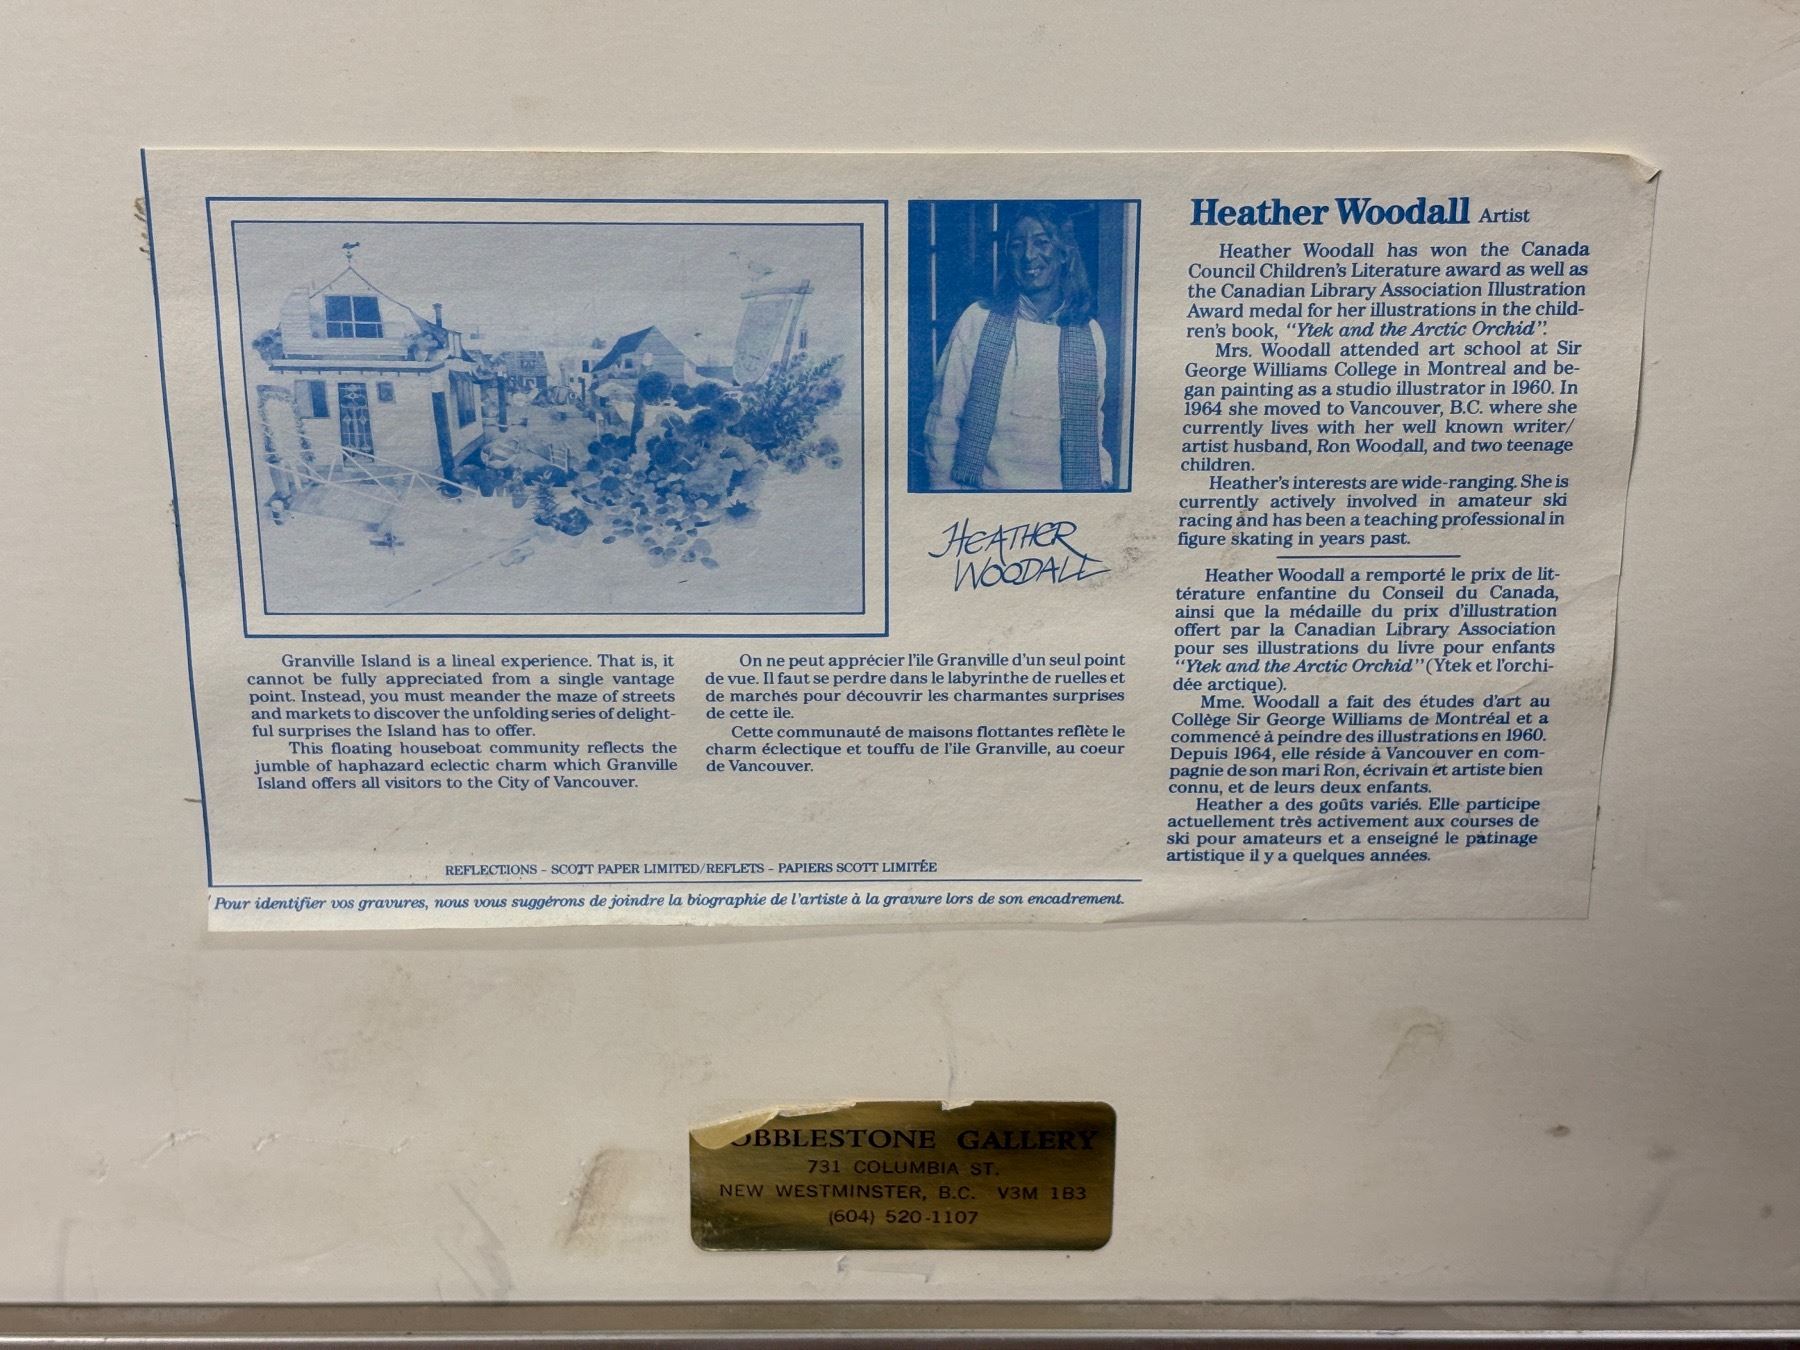 Heather Woodall Artist
Heather Woodall has won the Canada
Council Children's Literature award as well as
the Canadian Library Association Illustration
Award medal for her illustrations in the child-
ren's book, "Ytek and the Arctic Orchid".
Mrs. Woodall attended art school at Sir
George Williams College in Montreal and be-
gan painting as a studio illustrator in 1960. In
1964 she moved to Vancouver, B.C. where she
currently lives with her well known writer/
artist husband, Ron Woodall, and two teenage
children.
Heather's interests are wide-ranging. She is
currently actively involved in amateur ski
racing and has been a teaching professional in
figure skating in years past.
Heather Woodall a remporté le prix de lit-
térature enfantine du Conseil du Canada,
ainsi que la médaille du prix d'illustration
offert par la Canadian Library Association
pour ses illustrations du livre pour enfants
"Ytek and the Arctic Orchid" (Ytek et l'orchi-
dée arctique).
Mme. Woodall a fait des études d'art au
Collège Sir George Williams de Montréal et a
commencé à peindre des illustrations en 1960.
Depuis 1964, elle réside à Vancouver en com-
pagnie de son mari Ron, écrivain et artiste bien
connu, et de leurs deux enfants.
Heather a des goûts variés. Elle participe
actuellement très activement aux courses de
ski pour amateurs et a enseigné le patinage
artistique il y a quelques années.
HEATHER
WOODALL
Granville Island is a lineal experience. That is, it
cannot be fully appreciated from a single vantage
point. Instead, you must meander the maze of streets
and markets to discover the unfolding series of delight-
ful surprises the Island has to offer.
This floating houseboat community reflects the
jumble of haphazard eclectic charm which Granville
Island offers all visitors to the City of Vancouver.
On ne peut apprécier l'ile Granville d'un seul point
de vue. Il faut se perdre dans le labyrinthe de ruelles et
de marchés pour découvrir les charmantes surprises
de cette ile.
Cette communauté de maisons flottantes reflète le
charm éclectique et touffu de l'ile Granville, au coeur
de Vancouver.
REFLECTIONS - SCOTT PAPER LIMITED/REFLETS - PAPIERS SCOTT LIMITÉE
Pour identifier vos gravures, nous vous suggérons de joindre la biographie de l'artiste à la gravure lors de son encadrement.
OBBLESTONE GALLERY
731 COLUMBIA ST.
NEW WESTMINSTER, B.C. V3M 1B3
(604) 520-1107